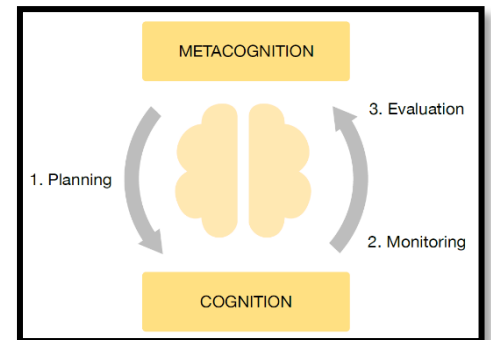 METACOGNITION
3. Evaluation
1. Planning
2. Monitoring
COGNITION